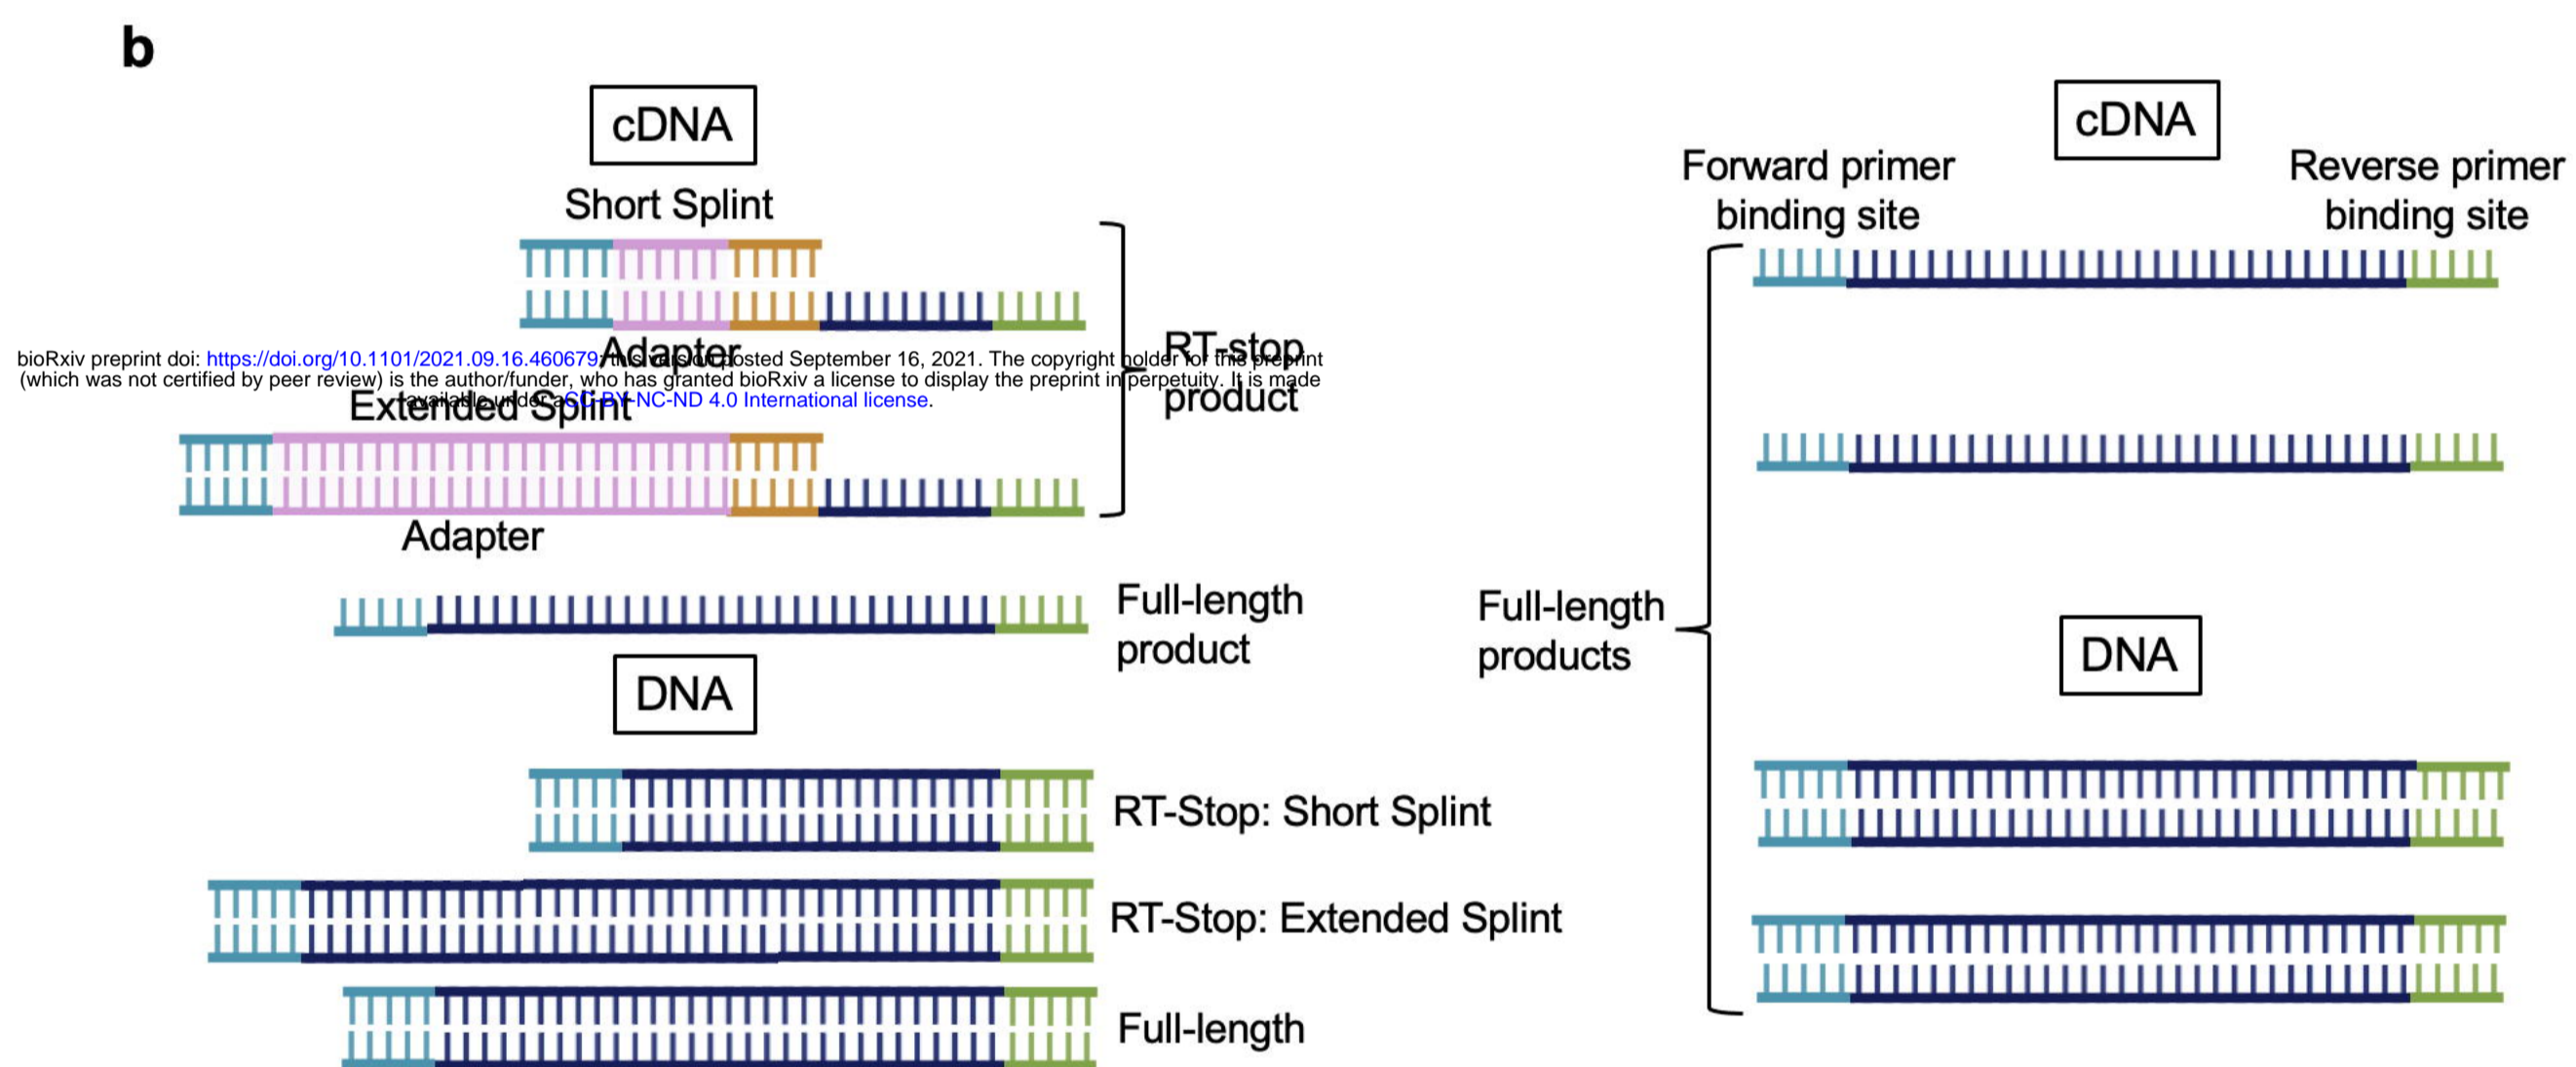 b
cDNA
Short Splint
Adapter
RT-stop
product
bioRxiv preprint doi: https://doi.org/10.1101/2021.09.16.460679; this version posted September 16, 2021. The copyright holder for this preprint
(which was not certified by peer review) is the author/funder, who has granted bioRxiv a license to display the preprint in perpetuity. It is made
available under aCC-BY-NC-ND 4.0 International license.
Extended Splint
Adapter
Full-length
product
DNA
RT-Stop: Short Splint
RT-Stop: Extended Splint
Full-length
cDNA
Forward primer
binding site
Reverse primer
binding site
Full-length
products
DNA